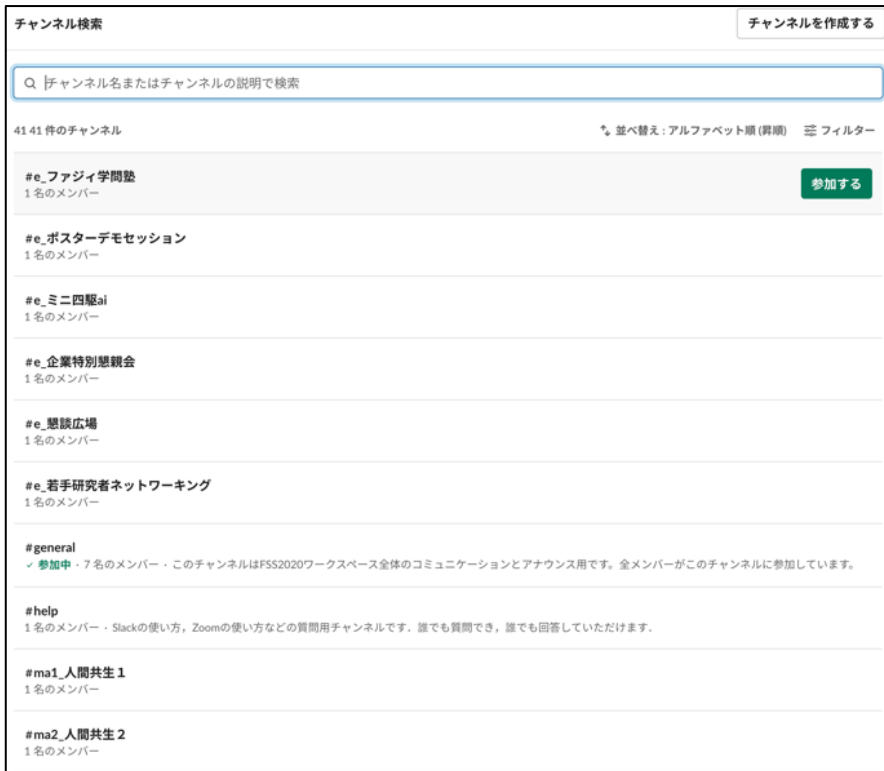 チャンネル検索
チャンネルを作成する
チャンネル名またはチャンネルの説明で検索
41 41 件のチャンネル
並べ替え : アルファベット順 (昇順)
フィルター
#e_ファジィ学問塾
1 名のメンバー
参加する
#e_ポスターデモセッション
1 名のメンバー
#e_ミニ四駆ai
1 名のメンバー
#e_企業特別懇親会
1 名のメンバー
#e_懇談広場
1 名のメンバー
#e_若手研究者ネットワーキング
1 名のメンバー
#general
✓ 参加中 · 7 名のメンバー · このチャンネルはFSS2020ワークスペース全体のコミュニケーションとアナウンス用です。全メンバーがこのチャンネルに参加しています。
#help
1 名のメンバー · Slackの使い方，Zoomの使い方などの質問用チャンネルです．誰でも質問でき，誰でも回答していただけます．
#ma1_人間共生１
1 名のメンバー
#ma2_人間共生２
1 名のメンバー